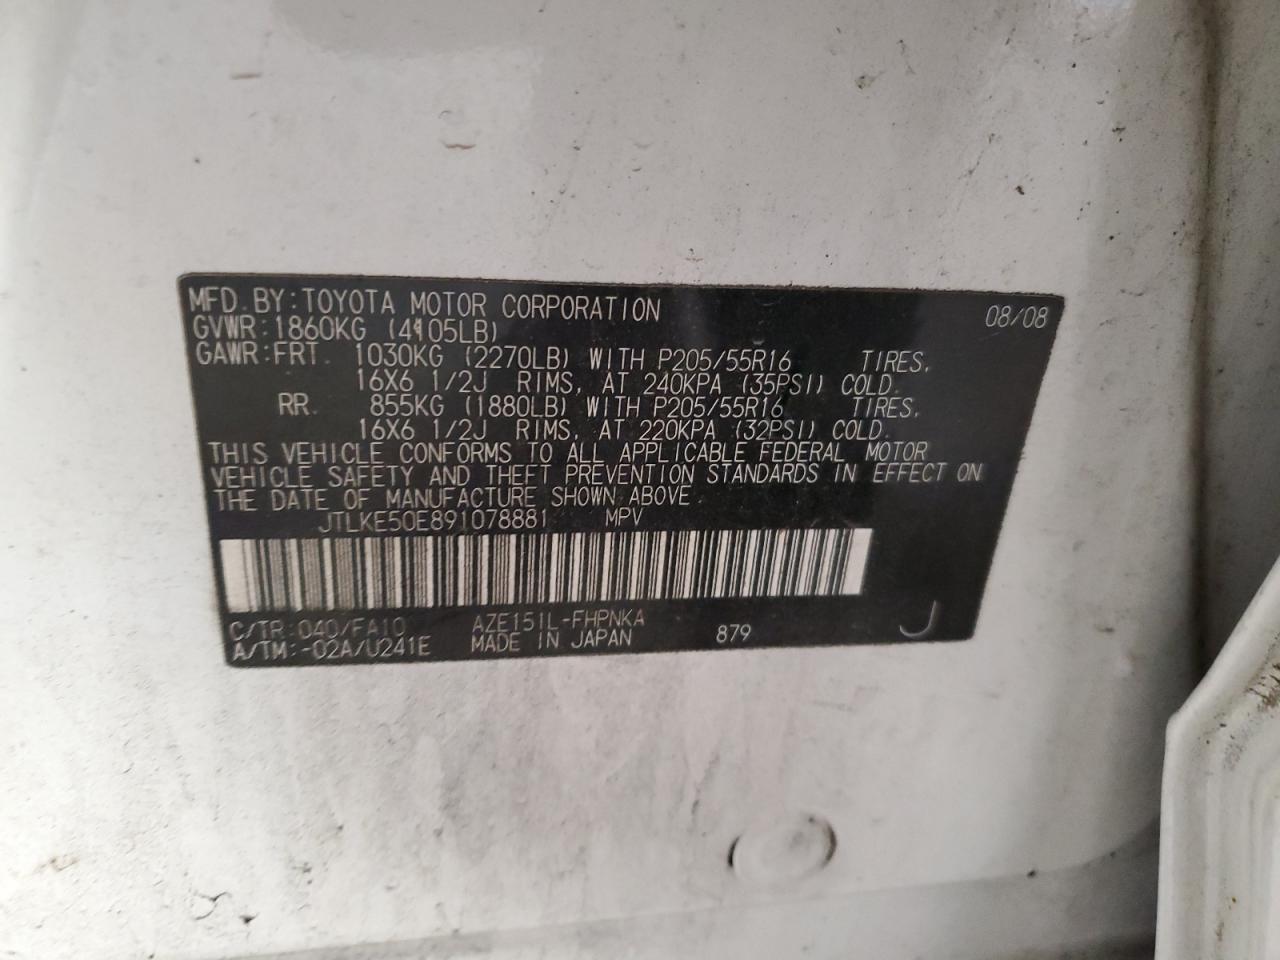 MFD. BY: TOYOTA MOTOR CORPORATION 08/08
GVWR: 1860KG (4105LB)
GAWR: FRT. 1030KG (2270LB) WITH P205/55R16 TIRES,
16X6 1/2J RIMS, AT 240KPA (35PSI) COLD.
RR. 855KG (1880LB) WITH P205/55R16 TIRES,
16X6 1/2J RIMS, AT 220KPA (32PSI) COLD.
THIS VEHICLE CONFORMS TO ALL APPLICABLE FEDERAL MOTOR
VEHICLE SAFETY AND THEFT PREVENTION STANDARDS IN EFFECT ON
THE DATE OF MANUFACTURE SHOWN ABOVE.
JTLKE50E891078881 MPV
C/TR: 040/FA10 AZE151L-FHPNKA
A/TM: -02A/U241E MADE IN JAPAN 879 J